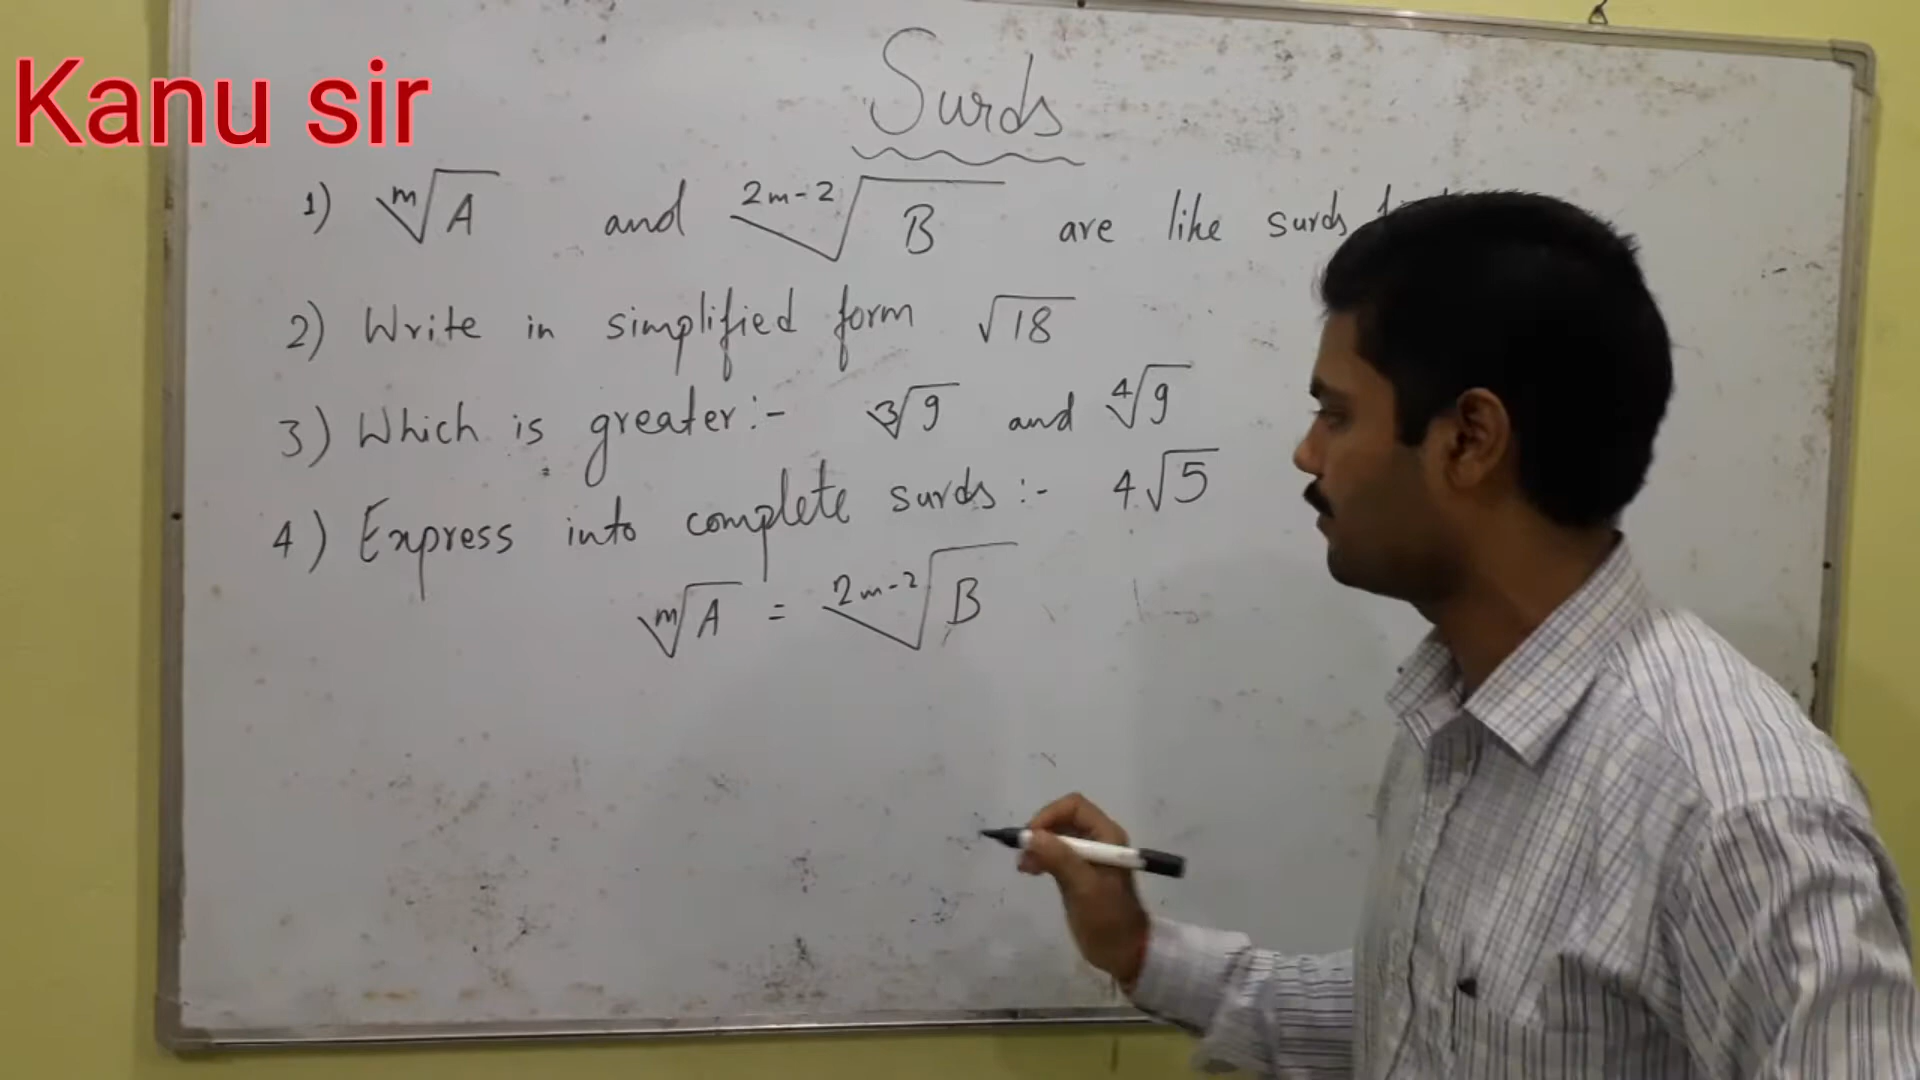 Kanu sir
Surds
1) ᵐ√A and ²ᵐ⁻²√B are like surds
2) Write in simplified form √18
3) Which is greater:- ³√9 and ⁴√9
4) Express into complete surds :- 4√5
ᵐ√A = ²ᵐ⁻²√B